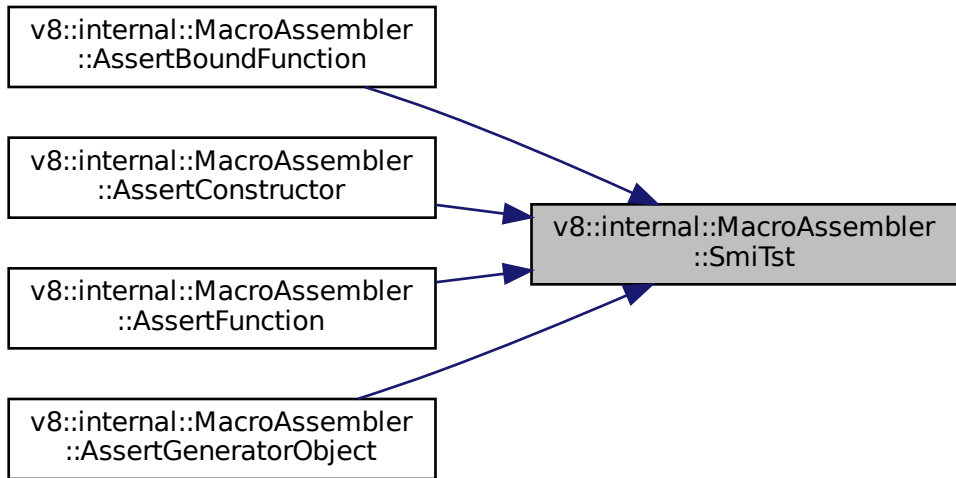 v8::internal::MacroAssembler
::AssertBoundFunction
v8::internal::MacroAssembler
::AssertConstructor
v8::internal::MacroAssembler
::SmiTst
v8::internal::MacroAssembler
::AssertFunction
v8::internal::MacroAssembler
::AssertGeneratorObject